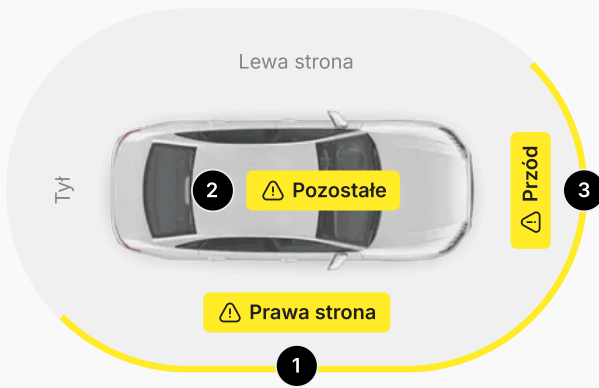 Lewa strona
Tył
2
Pozostałe
Przód
3
Prawa strona
1